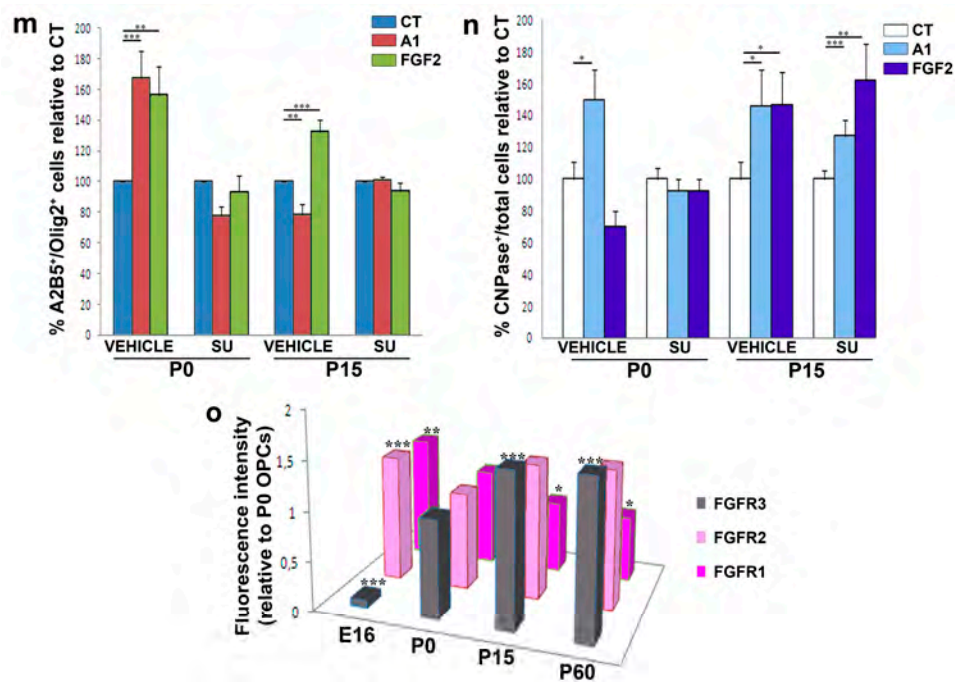 m
% A2B5⁺/Olig2⁺ cells relative to CT
200
180
160
140
120
100
80
60
40
20
0
*** **
** ***
CT
A1
FGF2
VEHICLE SU VEHICLE SU
P0 P15
n
% CNPase⁺/total cells relative to CT
200
180
160
140
120
100
80
60
40
20
0
*
* *
*** **
CT
A1
FGF2
VEHICLE SU VEHICLE SU
P0 P15
o
Fluorescence intensity
(relative to P0 OPCs)
2
1,5
1
0,5
0
*** *** ** *** * *** *
E16 P0 P15 P60
FGFR3
FGFR2
FGFR1